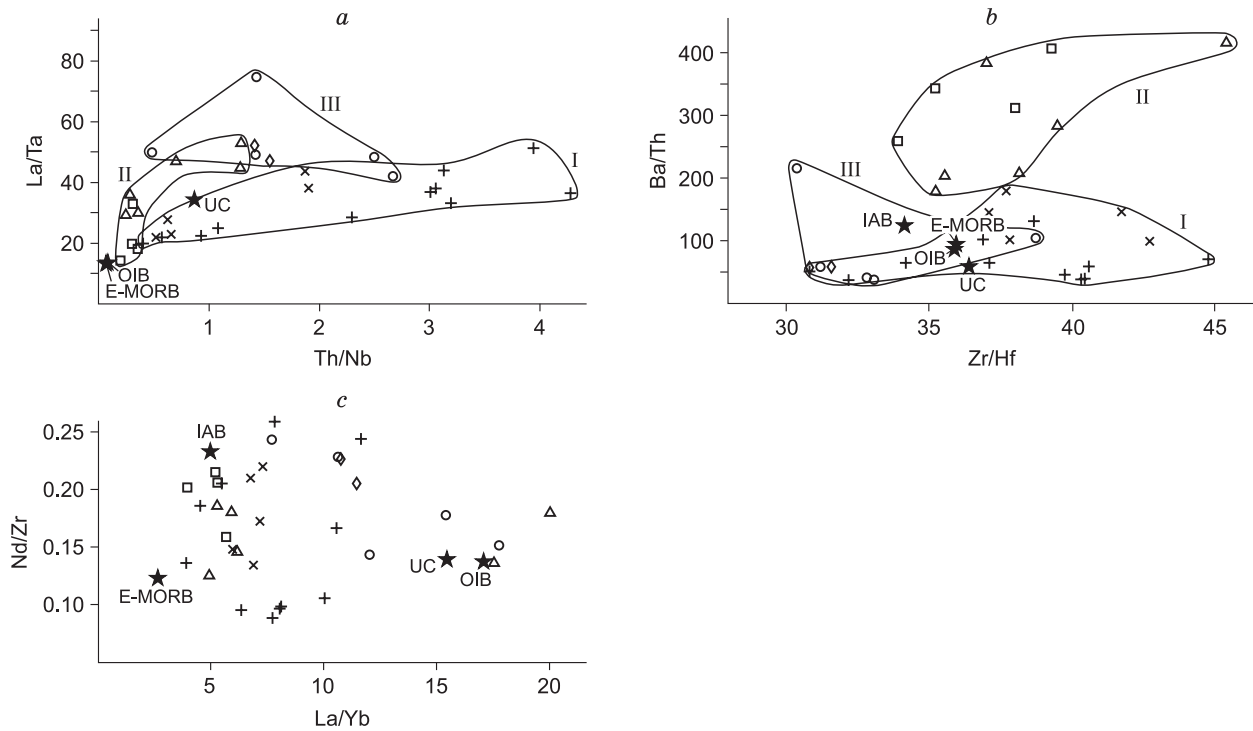 a
La/Ta
80
60
40
20
III
II
I
UC
OIB
E-MORB
1
2
3
4
Th/Nb
b
Ba/Th
400
300
200
100
II
III
I
IAB
E-MORB
OIB
UC
30
35
40
45
Zr/Hf
c
Nd/Zr
0.25
0.20
0.15
0.10
IAB
E-MORB
UC
OIB
5
10
15
20
La/Yb